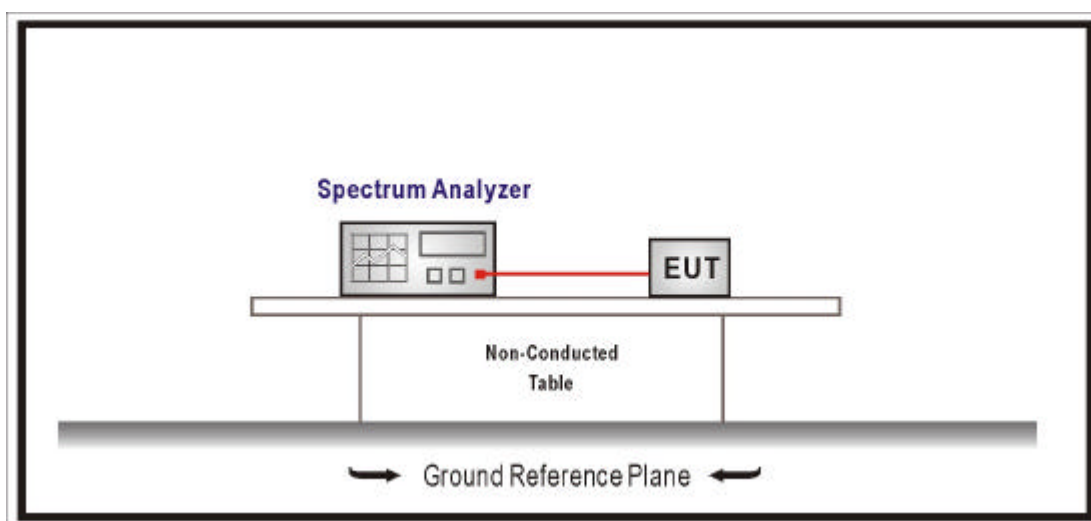 Spectrum Analyzer
EUT
Non-Conducted
Table
Ground Reference Plane